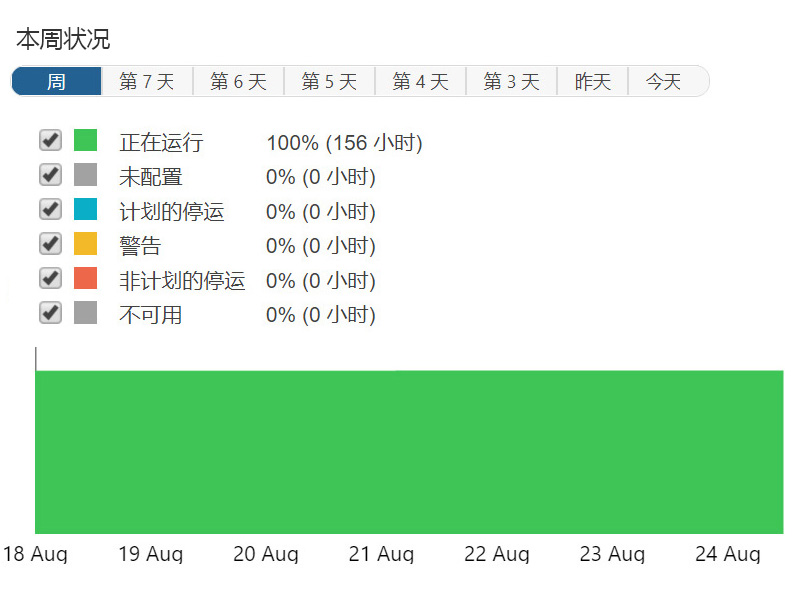 本周状况
周 第 7 天 第 6 天 第 5 天 第 4 天 第 3 天 昨天 今天
正在运行 100% (156 小时)
未配置 0% (0 小时)
计划的停运 0% (0 小时)
警告 0% (0 小时)
非计划的停运 0% (0 小时)
不可用 0% (0 小时)
18 Aug 19 Aug 20 Aug 21 Aug 22 Aug 23 Aug 24 Aug